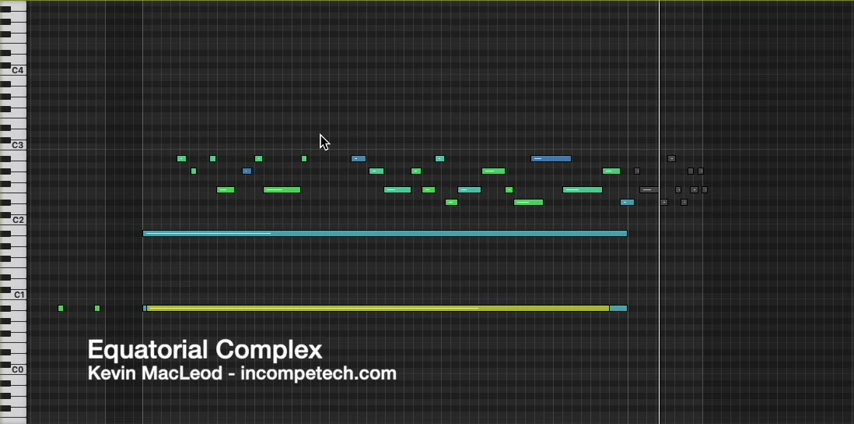 C4
C3
C2
C1
Equatorial Complex
Kevin MacLeod - incompetech.com
C0